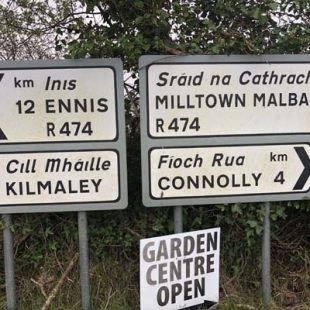 km Inis
12 ENNIS
R474
Cill Mháille
KILMALEY
Sráid na Cathrach
MILLTOWN MALBA
R474
Fíoch Rua km
CONNOLLY 4
GARDEN
CENTRE
OPEN